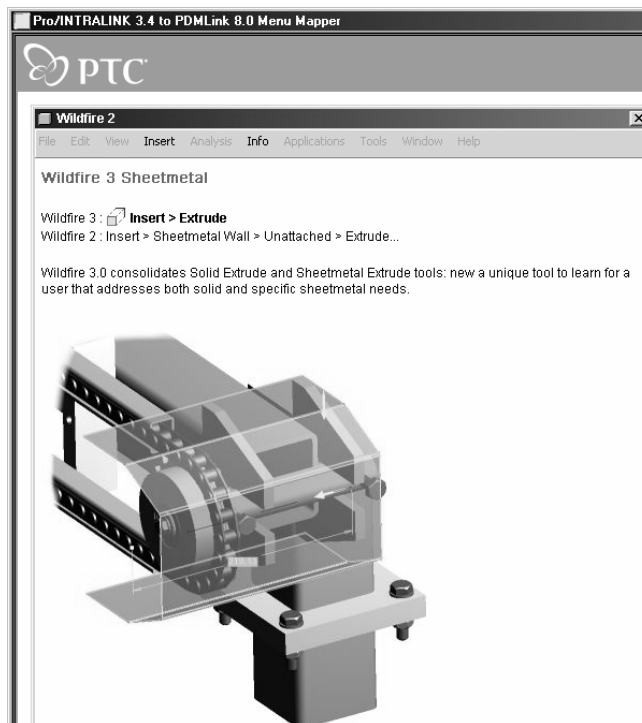 Pro/INTRALINK 3.4 to PDMLink 8.0 Menu Mapper
PTC
Wildfire 2
File Edit View Insert Analysis Info Applications Tools Window Help
Wildfire 3 Sheetmetal
Wildfire 3 : Insert > Extrude
Wildfire 2 : Insert > Sheetmetal Wall > Unattached > Extrude...
Wildfire 3.0 consolidates Solid Extrude and Sheetmetal Extrude tools: new a unique tool to learn for a
user that addresses both solid and specific sheetmetal needs.